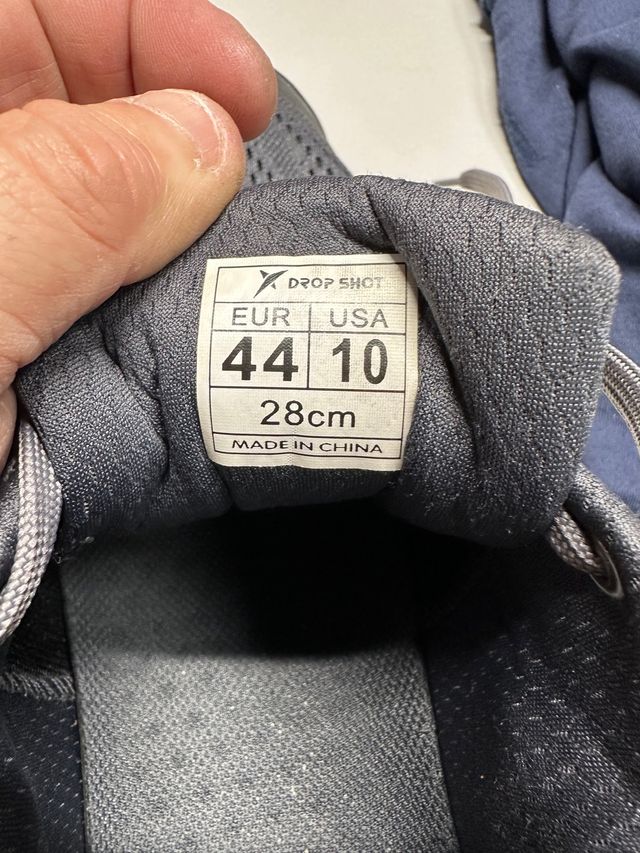 DROP SHOT
EUR USA
44 10
28cm
MADE IN CHINA